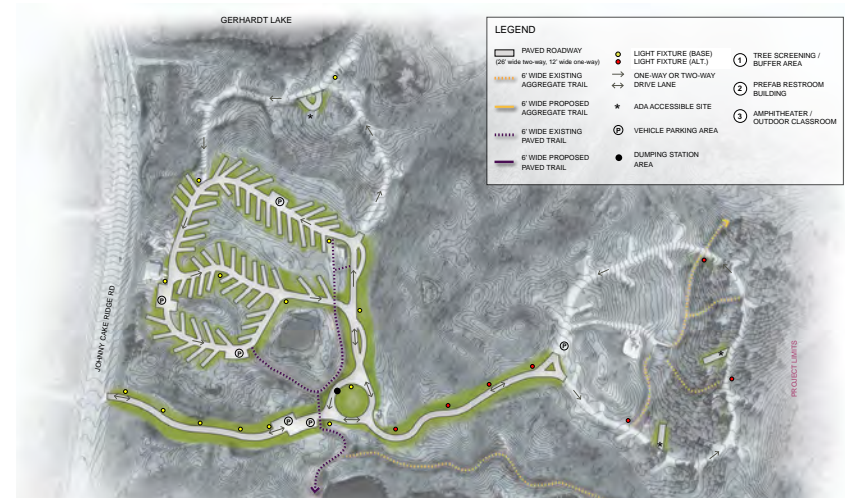 GERHARDT LAKE
LEGEND
PAVED ROADWAY
(26' wide two-way, 12' wide one-way)
6' WIDE EXISTING
AGGREGATE TRAIL
6' WIDE PROPOSED
AGGREGATE TRAIL
6' WIDE EXISTING
PAVED TRAIL
6' WIDE PROPOSED
PAVED TRAIL
LIGHT FIXTURE (BASE)
LIGHT FIXTURE (ALT.)
ONE-WAY OR TWO-WAY
DRIVE LANE
* ADA ACCESSIBLE SITE
P VEHICLE PARKING AREA
DUMPING STATION
AREA
1 TREE SCREENING /
BUFFER AREA
2 PREFAB RESTROOM
BUILDING
3 AMPHITHEATER /
OUTDOOR CLASSROOM
*
P
P
P
P
P
P
*
*
JOHNNY CAKE RIDGE RD
PROJECT LIMITS